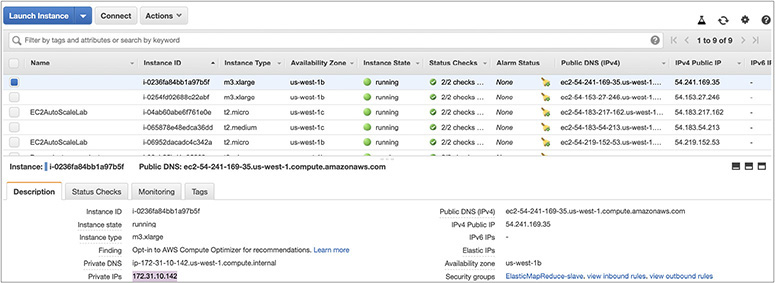 Launch Instance Connect Actions
Filter by tags and attributes or search by keyword 1 to 9 of 9
Name Instance ID Instance Type Availability Zone Instance State Status Checks Alarm Status Public DNS (IPv4) IPv4 Public IP IPv6 I
i-0236fa84bb1a97b5f m3.xlarge us-west-1b running 2/2 checks ... None ec2-54-241-169-35.us-west-1.... 54.241.169.35 -
i-0254fd92688c22abf m3.xlarge us-west-1b running 2/2 checks ... None ec2-54-153-27-246.us-west-1.... 54.153.27.246 -
EC2AutoScaleLab i-04ab60abe6f761e0e t2.micro us-west-1c running 2/2 checks ... None ec2-54-183-217-162.us-west-1.... 54.183.217.162 -
i-065878e48edca36dd t2.medium us-west-1c running 2/2 checks ... None ec2-54-183-54-213.us-west-1.... 54.183.54.213 -
EC2AutoScaleLab i-06952dacadc4c342a t2.micro us-west-1c running 2/2 checks ... None ec2-54-219-152-53.us-west-1.... 54.219.152.53 -
Instance: i-0236fa84bb1a97b5f Public DNS: ec2-54-241-169-35.us-west-1.compute.amazonaws.com
Description Status Checks Monitoring Tags
Instance ID i-0236fa84bb1a97b5f Public DNS (IPv4) ec2-54-241-169-35.us-west-1.compute.amazonaws.com
Instance state running IPv4 Public IP 54.241.169.35
Instance type m3.xlarge IPv6 IPs -
Finding Opt-in to AWS Compute Optimizer for recommendations. Learn more Elastic IPs
Private DNS ip-172-31-10-142.us-west-1.compute.internal Availability zone us-west-1b
Private IPs 172.31.10.142 Security groups ElasticMapReduce-slave. view inbound rules. view outbound rules